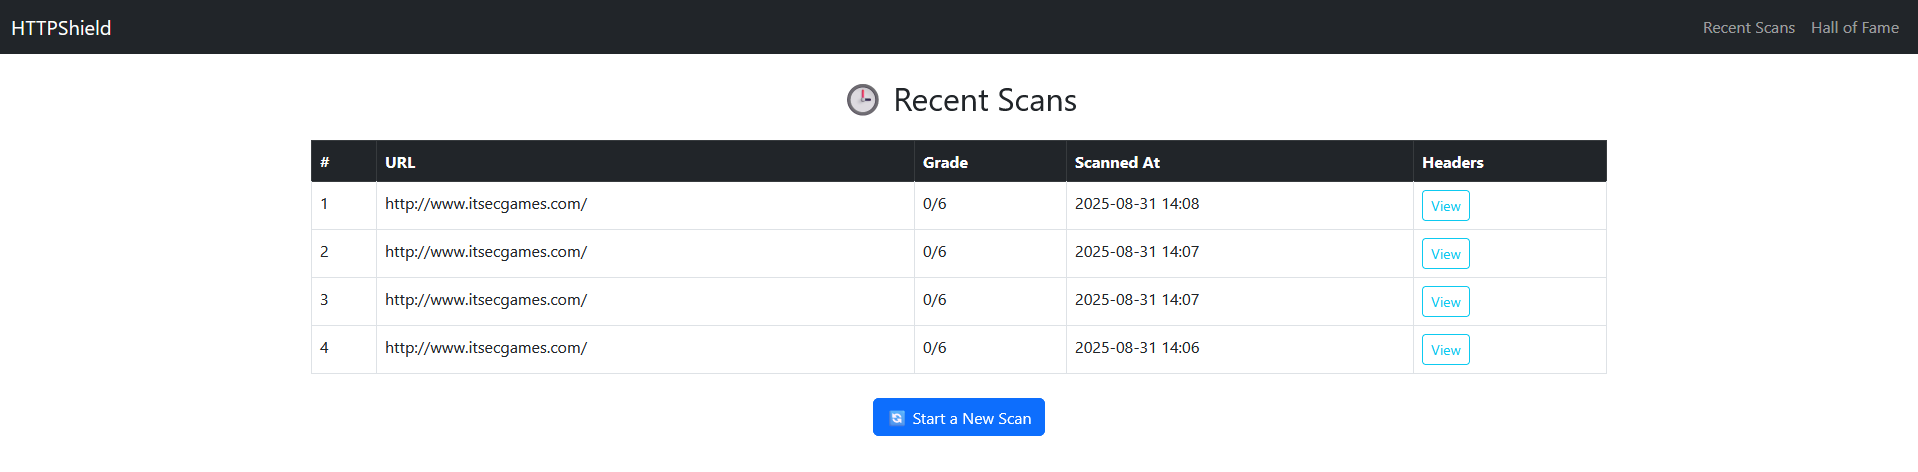 HTTPShield Recent Scans Hall of Fame
Recent Scans
# URL Grade Scanned At Headers
1 http://www.itsecgames.com/ 0/6 2025-08-31 14:08 View
2 http://www.itsecgames.com/ 0/6 2025-08-31 14:07 View
3 http://www.itsecgames.com/ 0/6 2025-08-31 14:07 View
4 http://www.itsecgames.com/ 0/6 2025-08-31 14:06 View
Start a New Scan